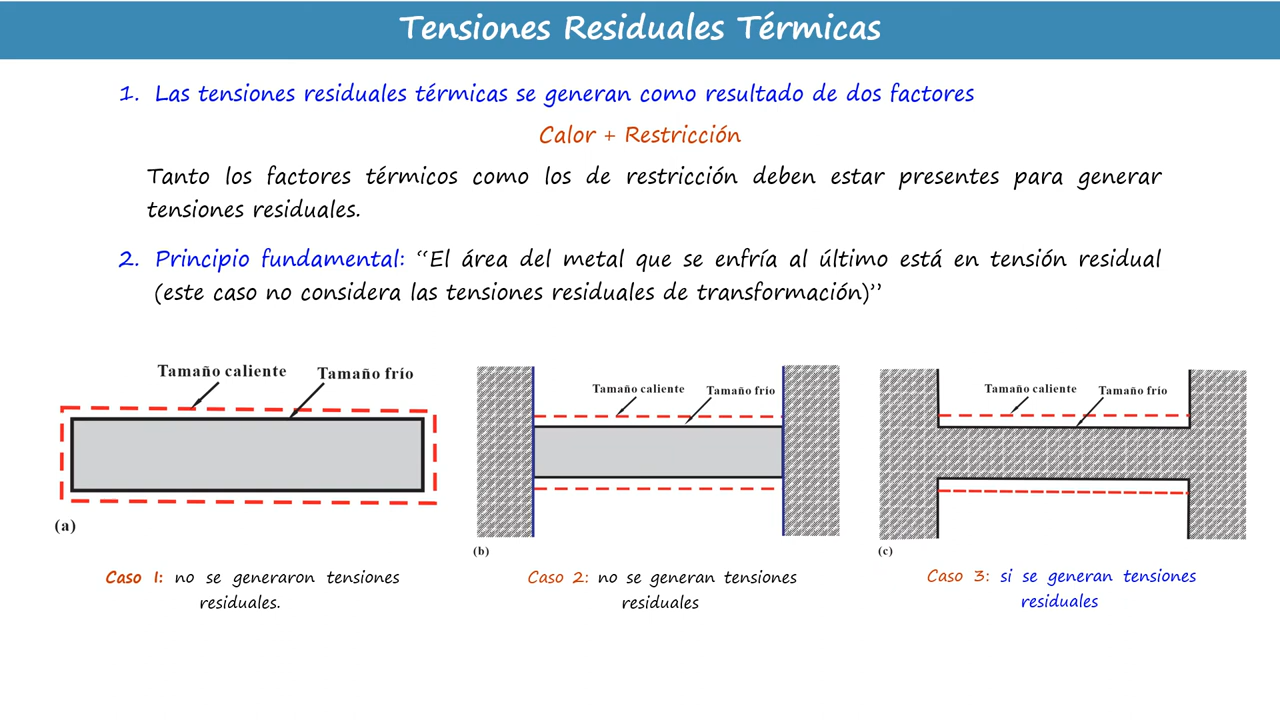 Tensiones Residuales Térmicas
1. Las tensiones residuales térmicas se generan como resultado de dos factores
Calor + Restricción
Tanto los factores térmicos como los de restricción deben estar presentes para generar
tensiones residuales.
2. Principio fundamental: “El área del metal que se enfría al último está en tensión residual
(este caso no considera las tensiones residuales de transformación)”
Tamaño caliente
Tamaño frío
(a)
Caso 1: no se generaron tensiones
residuales.
Tamaño caliente
Tamaño frío
(b)
Caso 2: no se generan tensiones
residuales
Tamaño caliente
Tamaño frío
(c)
Caso 3: si se generan tensiones
residuales